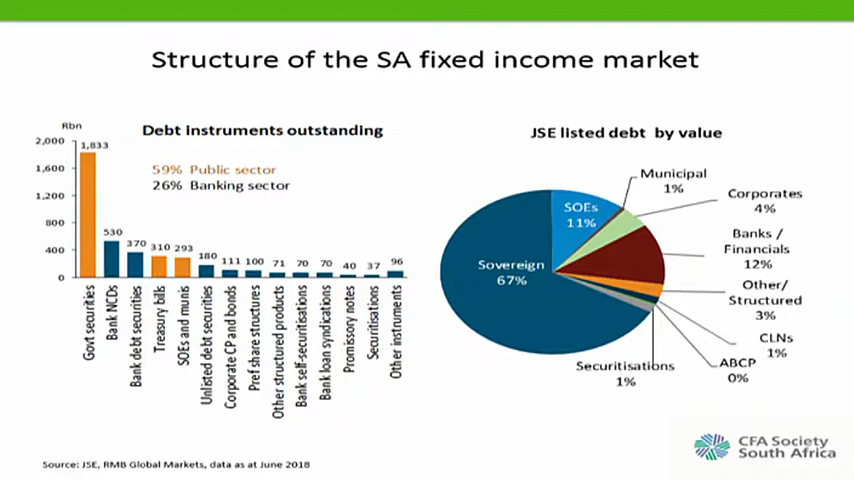 Structure of the SA fixed income market
Rbn
Debt instruments outstanding
59% Public sector
26% Banking sector
2,000
1,600
1,200
800
400
0
1,833
530
370
310
293
180
111
100
71
70
70
40
37
96
Govt securities
Bank NCDs
Bank debt securities
Treasury bills
SOEs and munis
Unlisted debt securities
Corporate CP and bonds
Pref share structures
Other structured products
Bank self-securitisations
Bank loan syndications
Promissory notes
Securitisations
Other instruments
JSE listed debt by value
Municipal
1%
SOEs
11%
Corporates
4%
Banks /
Financials
12%
Sovereign
67%
Other/
Structured
3%
CLNs
1%
ABCP
0%
Securitisations
1%
Source: JSE, RMB Global Markets, data as at June 2018
CFA Society
South Africa